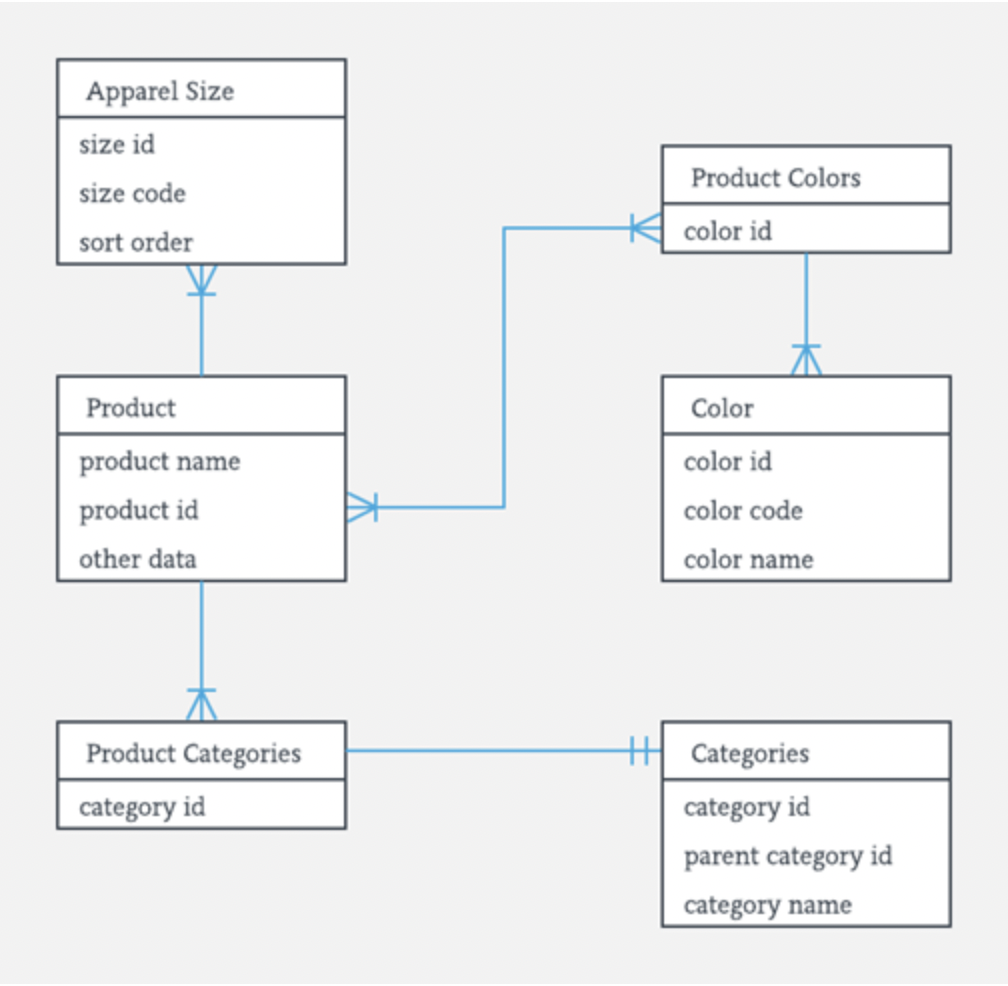 Apparel Size
size id
size code
sort order
Product Colors
color id
Product
product name
product id
other data
Color
color id
color code
color name
Product Categories
category id
Categories
category id
parent category id
category name